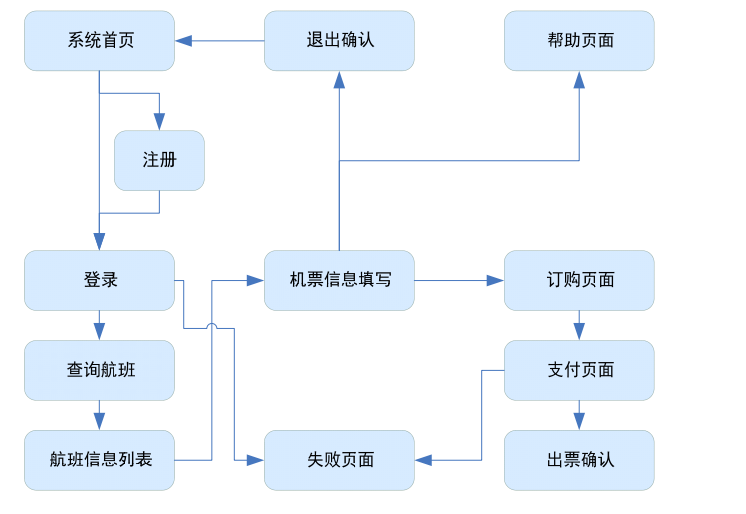 系统首页
退出确认
帮助页面
注册
登录
机票信息填写
订购页面
查询航班
支付页面
航班信息列表
失败页面
出票确认